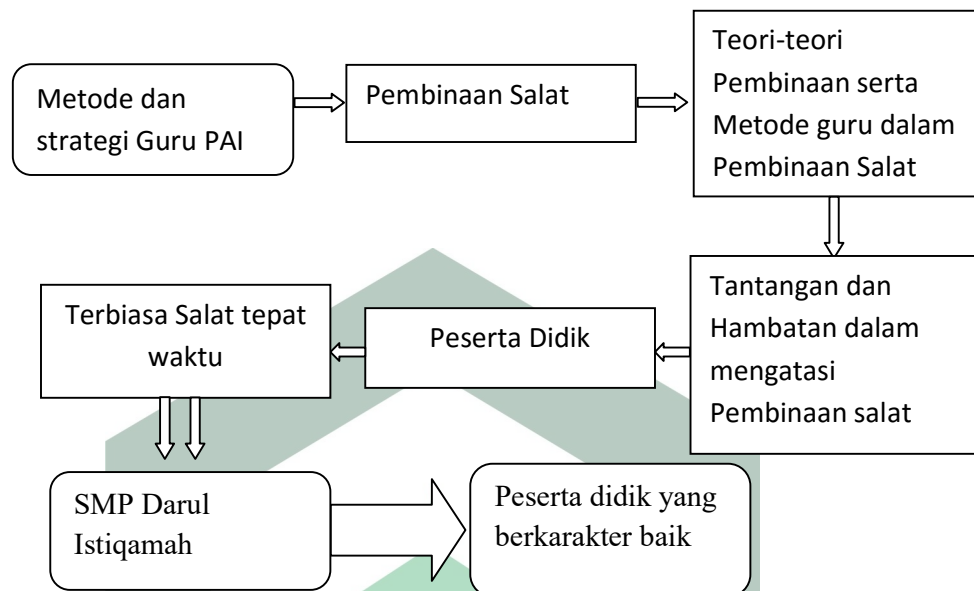 Metode dan
strategi Guru PAI
Pembinaan Salat
Teori-teori
Pembinaan serta
Metode guru dalam
Pembinaan Salat
Tantangan dan
Hambatan dalam
mengatasi
Pembinaan salat
Peserta Didik
Terbiasa Salat tepat
waktu
SMP Darul
Istiqamah
Peserta didik yang
berkarakter baik